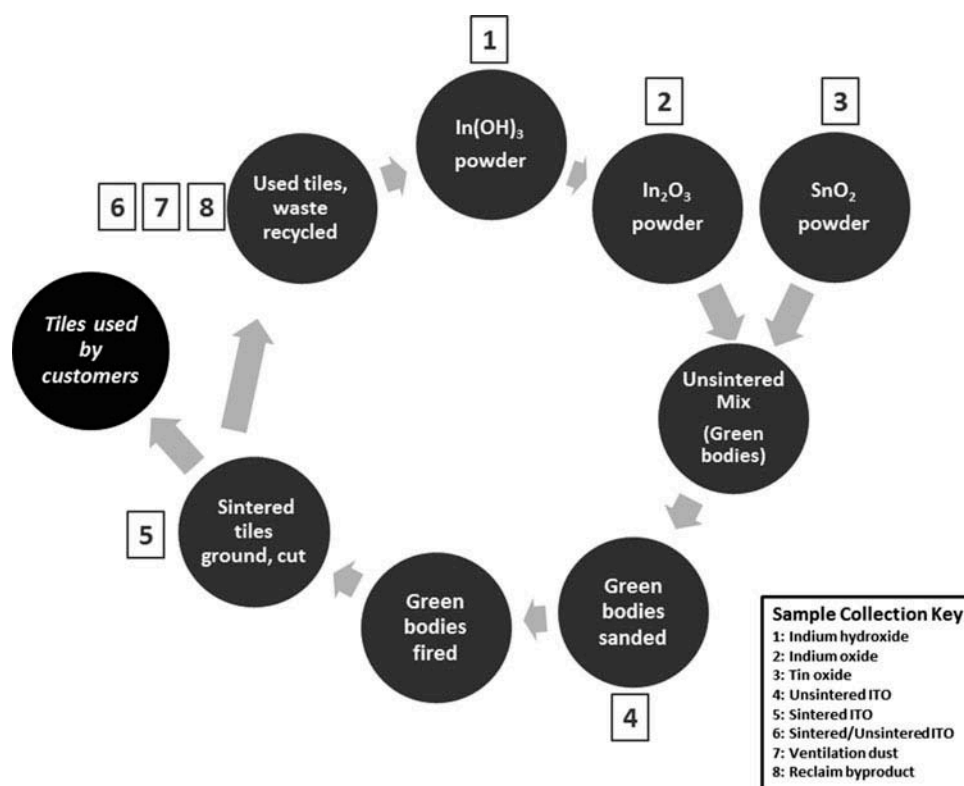 1
In(OH)₃
powder
2
In₂O₃
powder
3
SnO₂
powder
6 7 8
Used tiles,
waste
recycled
Tiles used
by
customers
Unsintered
Mix
(Green
bodies)
5
Sintered
tiles
ground, cut
Green
bodies
fired
Green
bodies
sanded
4
Sample Collection Key
1: Indium hydroxide
2: Indium oxide
3: Tin oxide
4: Unsintered ITO
5: Sintered ITO
6: Sintered/Unsintered ITO
7: Ventilation dust
8: Reclaim byproduct